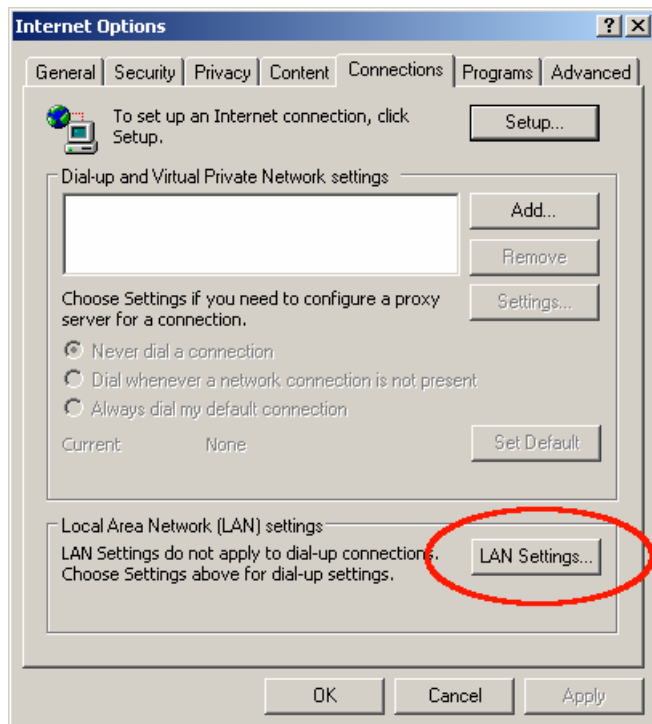 Internet Options
General Security Privacy Content Connections Programs Advanced
To set up an Internet connection, click
Setup.
Setup...
Dial-up and Virtual Private Network settings
Add...
Remove
Choose Settings if you need to configure a proxy
server for a connection.
Settings...
Never dial a connection
Dial whenever a network connection is not present
Always dial my default connection
Current None
Set Default
Local Area Network (LAN) settings
LAN Settings do not apply to dial-up connections.
Choose Settings above for dial-up settings.
LAN Settings...
OK Cancel Apply